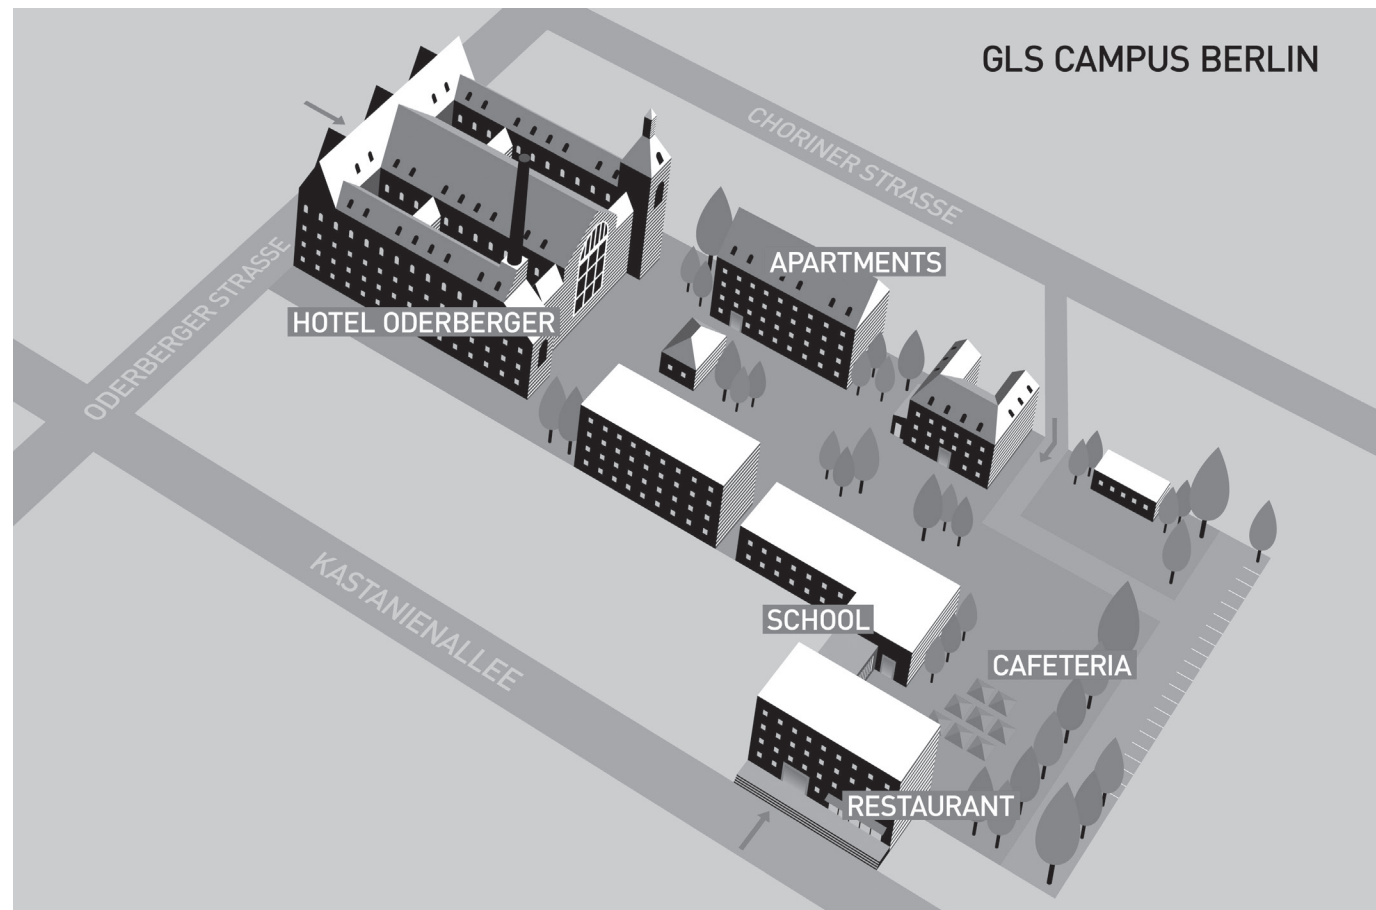 GLS CAMPUS BERLIN
CHORINER STRASSE
APARTMENTS
ODERBERGER STRASSE
HOTEL ODERBERGER
KASTANIENALLEE
SCHOOL
CAFETERIA
RESTAURANT